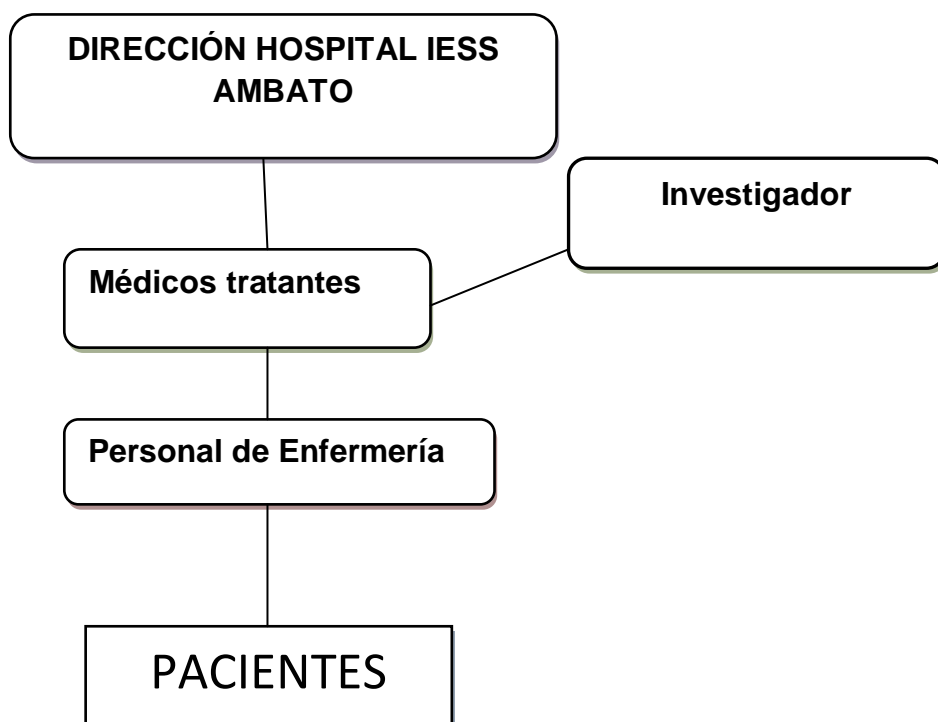 DIRECCIÓN HOSPITAL IESS
AMBATO
Investigador
Médicos tratantes
Personal de Enfermería
PACIENTES